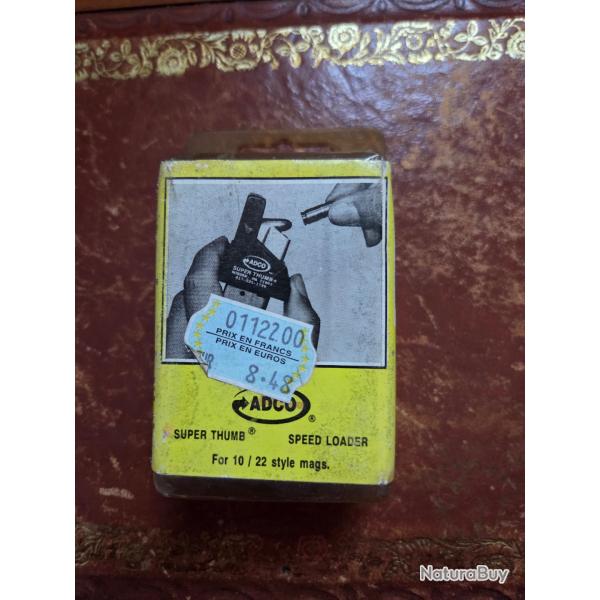 ADCO
SUPER THUMB
0112200
PRIX EN FRANCS
PRIX EN EUROS
8.48
ADCO ®
SUPER THUMB ® SPEED LOADER
For 10 / 22 style mags.
NaturaBuy